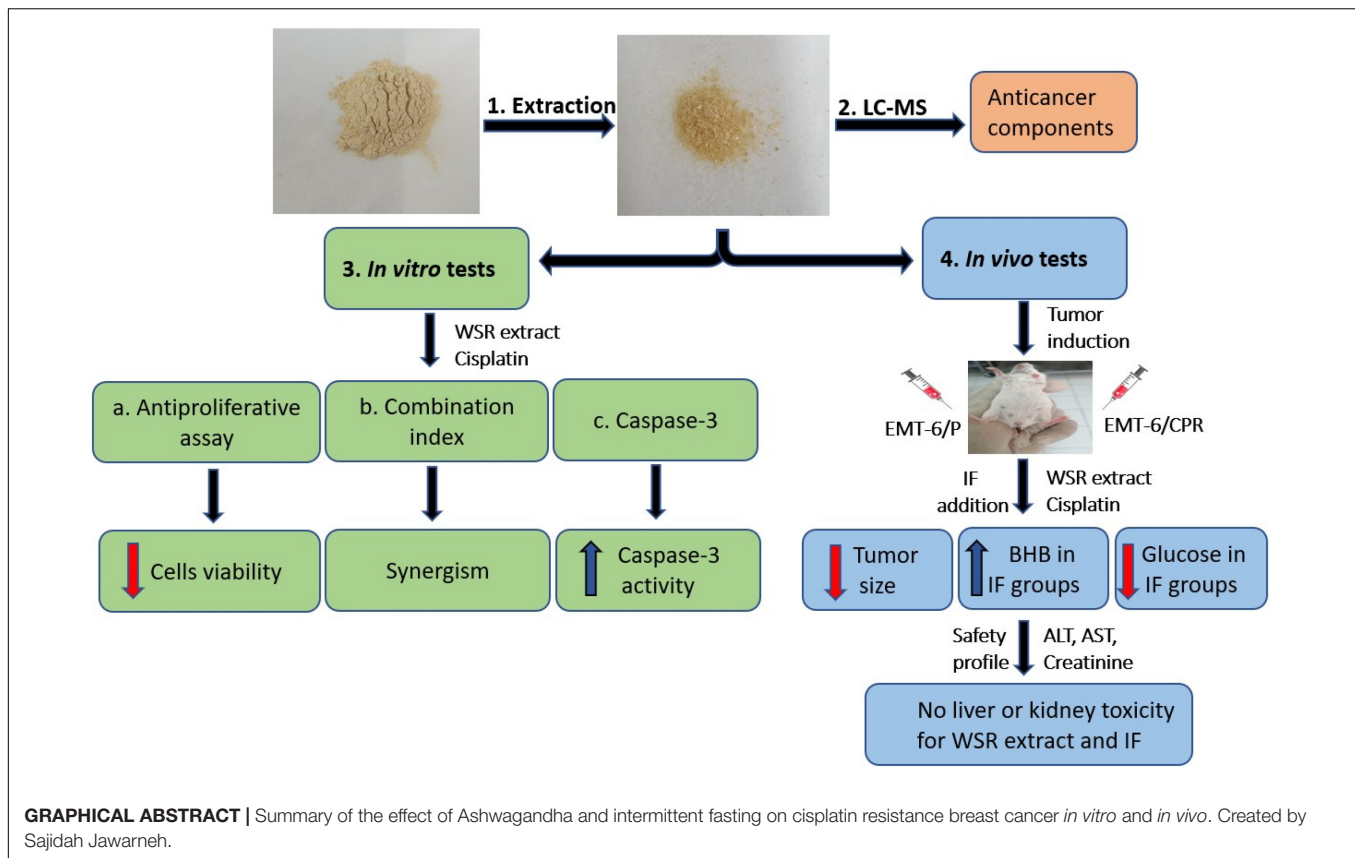 1. Extraction
2. LC-MS
Anticancer
components
3. In vitro tests
4. In vivo tests
WSR extract
Cisplatin
Tumor
induction
a. Antiproliferative
assay
b. Combination
index
c. Caspase-3
EMT-6/P
EMT-6/CPR
IF
addition
WSR extract
Cisplatin
Cells viability
Synergism
Caspase-3
activity
Tumor
size
BHB in
IF groups
Glucose in
IF groups
Safety
profile
ALT, AST,
Creatinine
No liver or kidney toxicity
for WSR extract and IF
GRAPHICAL ABSTRACT | Summary of the effect of Ashwagandha and intermittent fasting on cisplatin resistance breast cancer in vitro and in vivo. Created by
Sajidah Jawarneh.